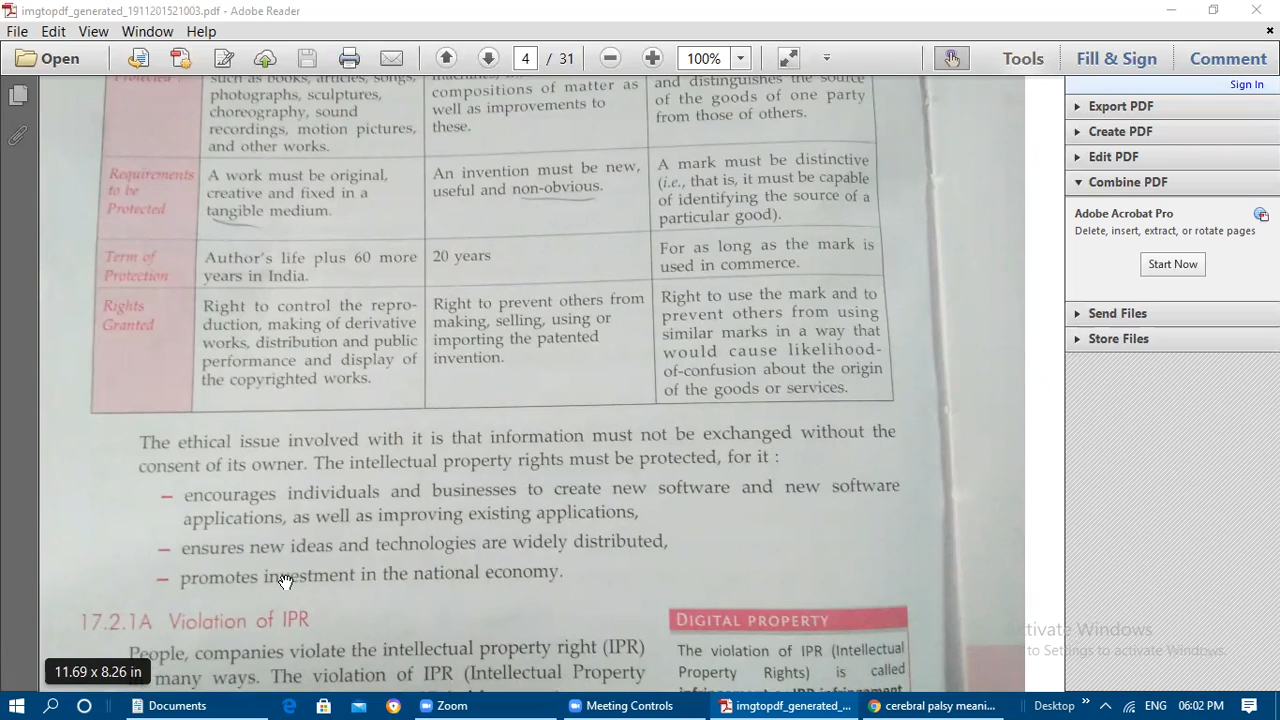 imgtopdf_generated_1911201521003.pdf - Adobe Reader
File Edit View Window Help
Open 4 / 31 100% Tools Fill & Sign Comment
Sign In
Export PDF
Create PDF
Edit PDF
Combine PDF
Adobe Acrobat Pro
Delete, insert, extract, or rotate pages
Start Now
Send Files
Store Files
such as books, articles, songs,
photographs, sculptures,
choreography, sound
recordings, motion pictures,
and other works.
compositions of matter as
well as improvements to
these.
and distinguishes the source
of the goods of one party
from those of others.
Requirements
to be
Protected
A work must be original,
creative and fixed in a
tangible medium.
An invention must be new,
useful and non-obvious.
A mark must be distinctive
(i.e., that is, it must be capable
of identifying the source of a
particular good).
Term of
Protection
Author's life plus 60 more
years in India.
20 years
For as long as the mark is
used in commerce.
Rights
Granted
Right to control the repro-
duction, making of derivative
works, distribution and public
performance and display of
the copyrighted works.
Right to prevent others from
making, selling, using or
importing the patented
invention.
Right to use the mark and to
prevent others from using
similar marks in a way that
would cause likelihood-
of-confusion about the origin
of the goods or services.
The ethical issue involved with it is that information must not be exchanged without the
consent of its owner. The intellectual property rights must be protected, for it :
– encourages individuals and businesses to create new software and new software
applications, as well as improving existing applications,
– ensures new ideas and technologies are widely distributed,
– promotes investment in the national economy.
17.2.1A Violation of IPR
People, companies violate the intellectual property right (IPR)
many ways. The violation of IPR (Intellectual Property
DIGITAL PROPERTY
The violation of IPR (Intellectual
Property Rights) is called
infringement
11.69 x 8.26 in
Activate Windows
to Settings to activate Windows.
Documents Zoom Meeting Controls imgtopdf_generated_... cerebral palsy meani... Desktop ENG 06:02 PM